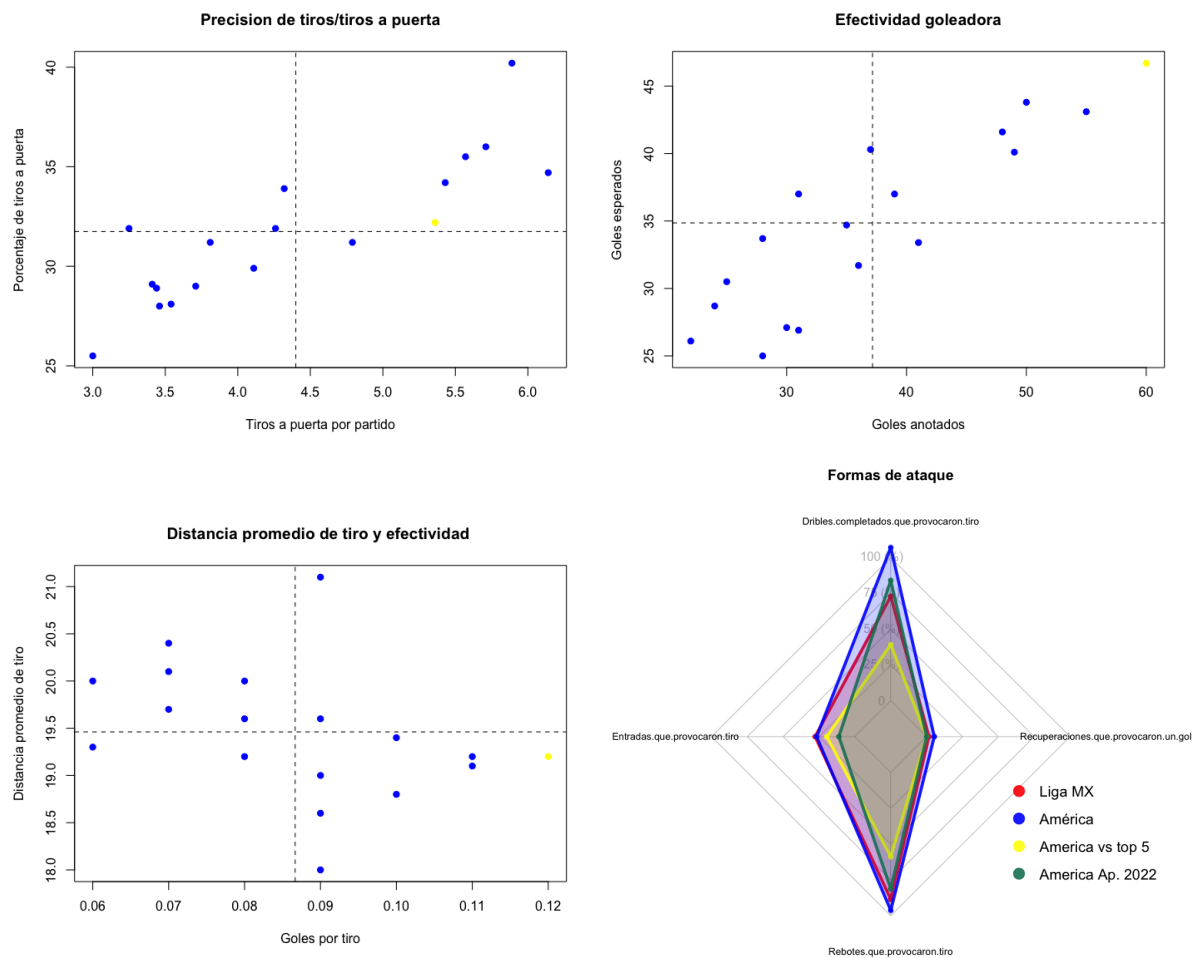 Precision de tiros/tiros a puerta
Porcentaje de tiros a puerta
40
35
30
25
3.0 3.5 4.0 4.5 5.0 5.5 6.0
Tiros a puerta por partido
Efectividad goleadora
Goles esperados
45
40
35
30
25
30 40 50 60
Goles anotados
Distancia promedio de tiro y efectividad
Distancia promedio de tiro
21.0
20.5
20.0
19.5
19.0
18.5
18.0
0.06 0.07 0.08 0.09 0.10 0.11 0.12
Goles por tiro
Formas de ataque
Dribles.completados.que.provocaron.tiro
100 (%)
75 (%
50 (%
25 (%
0
Entradas.que.provocaron.tiro
Recuperaciones.que.provocaron.un.gol
Liga MX
América
America vs top 5
America Ap. 2022
Rebotes.que.provocaron.tiro